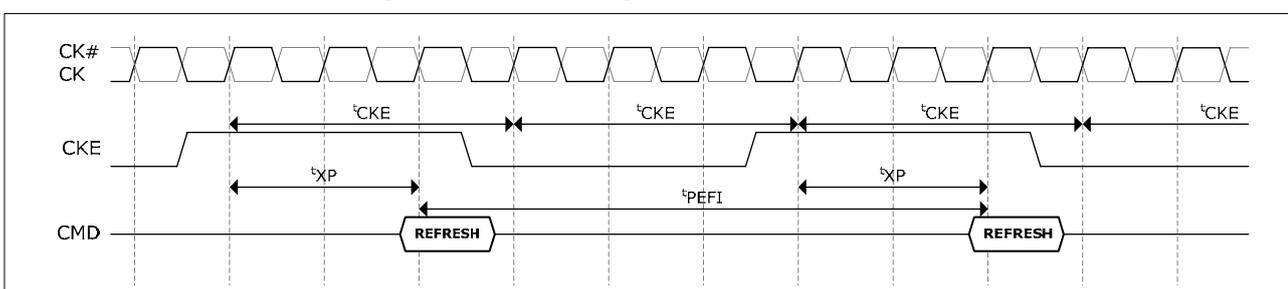 CK#
CK
tCKE tCKE tCKE tCKE
CKE
tXP tXP
tPEFI
CMD REFRESH REFRESH